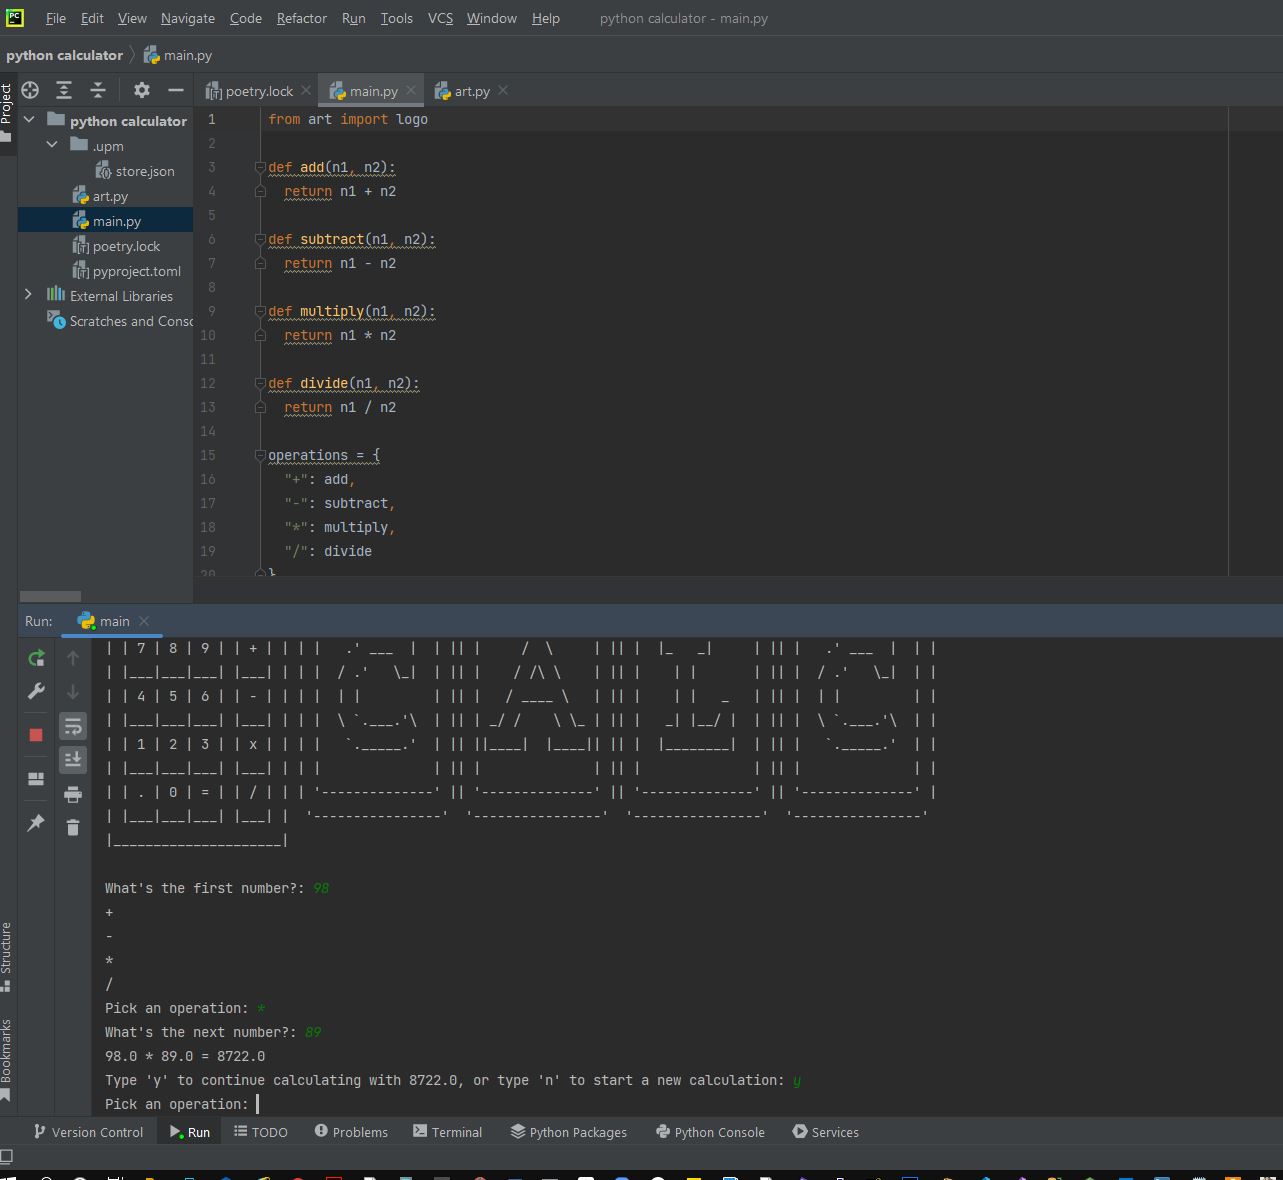 PC
File Edit View Navigate Code Refactor Run Tools VCS Window Help python calculator - main.py
python calculator main.py
Project
poetry.lock main.py art.py
python calculator
.upm
store.json
art.py
main.py
poetry.lock
pyproject.toml
External Libraries
Scratches and Conso
1 from art import logo
2
3 def add(n1, n2):
4 return n1 + n2
5
6 def subtract(n1, n2):
7 return n1 - n2
8
9 def multiply(n1, n2):
10 return n1 * n2
11
12 def divide(n1, n2):
13 return n1 / n2
14
15 operations = {
16 "+": add,
17 "-": subtract,
18 "*": multiply,
19 "/": divide
20 }
Run: main
| | 7 | 8 | 9 | | + | | | |   .' ___  |  | || |     /  \     | || |  |_   _|     | || |   .' ___  |  | |
| |___|___|___| |___| | | |  / .'   \_|  | || |    / /\ \    | || |    | |       | || |  / .'   \_|  | |
| | 4 | 5 | 6 | | - | | | |  | |         | || |   / ____ \   | || |    | |   _   | || |  | |         | |
| |___|___|___| |___| | | |  \ `.___.'\  | || | _/ /    \ \_ | || |   _| |__/ |  | || |  \ `.___.'\  | |
| | 1 | 2 | 3 | | x | | | |   `._____.'  | || ||____|  |____|| || |  |________|  | || |   `._____.'  | |
| |___|___|___| |___| | | |              | || |              | || |              | || |              | |
| | . | 0 | = | | / | | | '--------------' || '--------------' || '--------------' || '--------------' |
| |___|___|___| |___| |  '----------------'  '----------------'  '----------------'  '----------------'
|_____________________|
What's the first number?: 98
+
-
*
/
Pick an operation: *
What's the next number?: 89
98.0 * 89.0 = 8722.0
Type 'y' to continue calculating with 8722.0, or type 'n' to start a new calculation: y
Pick an operation:
Structure
Bookmarks
Version Control Run TODO Problems Terminal Python Packages Python Console Services